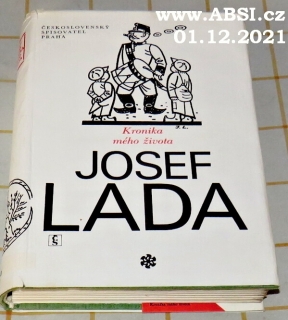 www.ABSI.cz
01.12.2021
ČESKOSLOVENSKÝ
SPISOVATEL
PRAHA
J. L.
Kronika
mého života
JOSEF
LADA